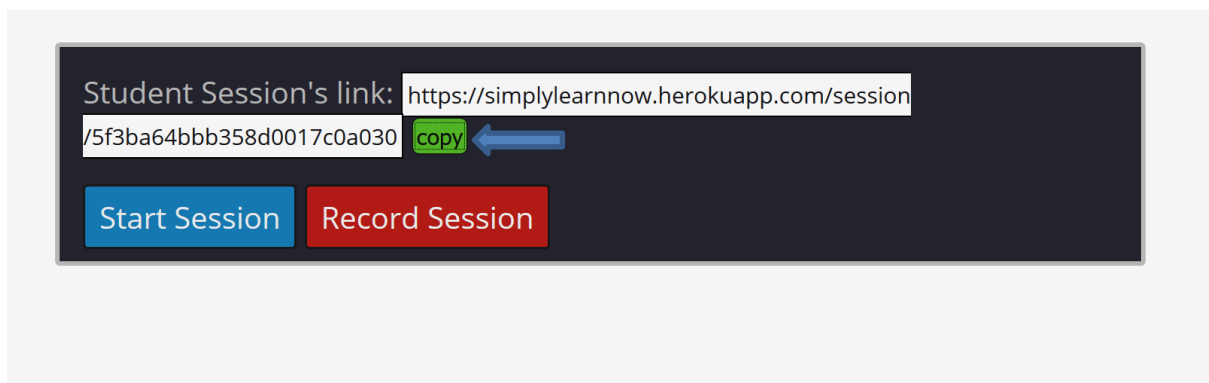 Student Session's link: https://simplylearnnow.herokuapp.com/session
/5f3ba64bbb358d0017c0a030 copy
Start Session Record Session